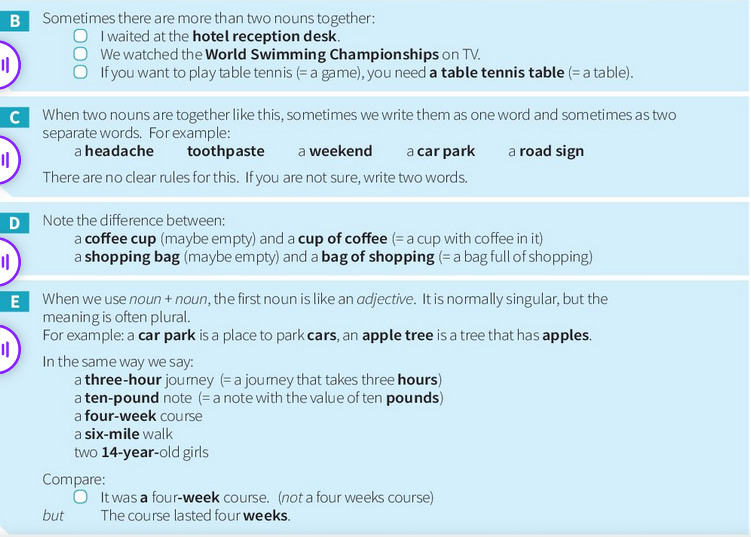 B
Sometimes there are more than two nouns together:
I waited at the hotel reception desk.
We watched the World Swimming Championships on TV.
If you want to play table tennis (= a game), you need a table tennis table (= a table).
C
When two nouns are together like this, sometimes we write them as one word and sometimes as two
separate words. For example:
a headache toothpaste a weekend a car park a road sign
There are no clear rules for this. If you are not sure, write two words.
D
Note the difference between:
a coffee cup (maybe empty) and a cup of coffee (= a cup with coffee in it)
a shopping bag (maybe empty) and a bag of shopping (= a bag full of shopping)
E
When we use noun + noun, the first noun is like an adjective. It is normally singular, but the
meaning is often plural.
For example: a car park is a place to park cars, an apple tree is a tree that has apples.
In the same way we say:
a three-hour journey (= a journey that takes three hours)
a ten-pound note (= a note with the value of ten pounds)
a four-week course
a six-mile walk
two 14-year-old girls
Compare:
It was a four-week course. (not a four weeks course)
but The course lasted four weeks.